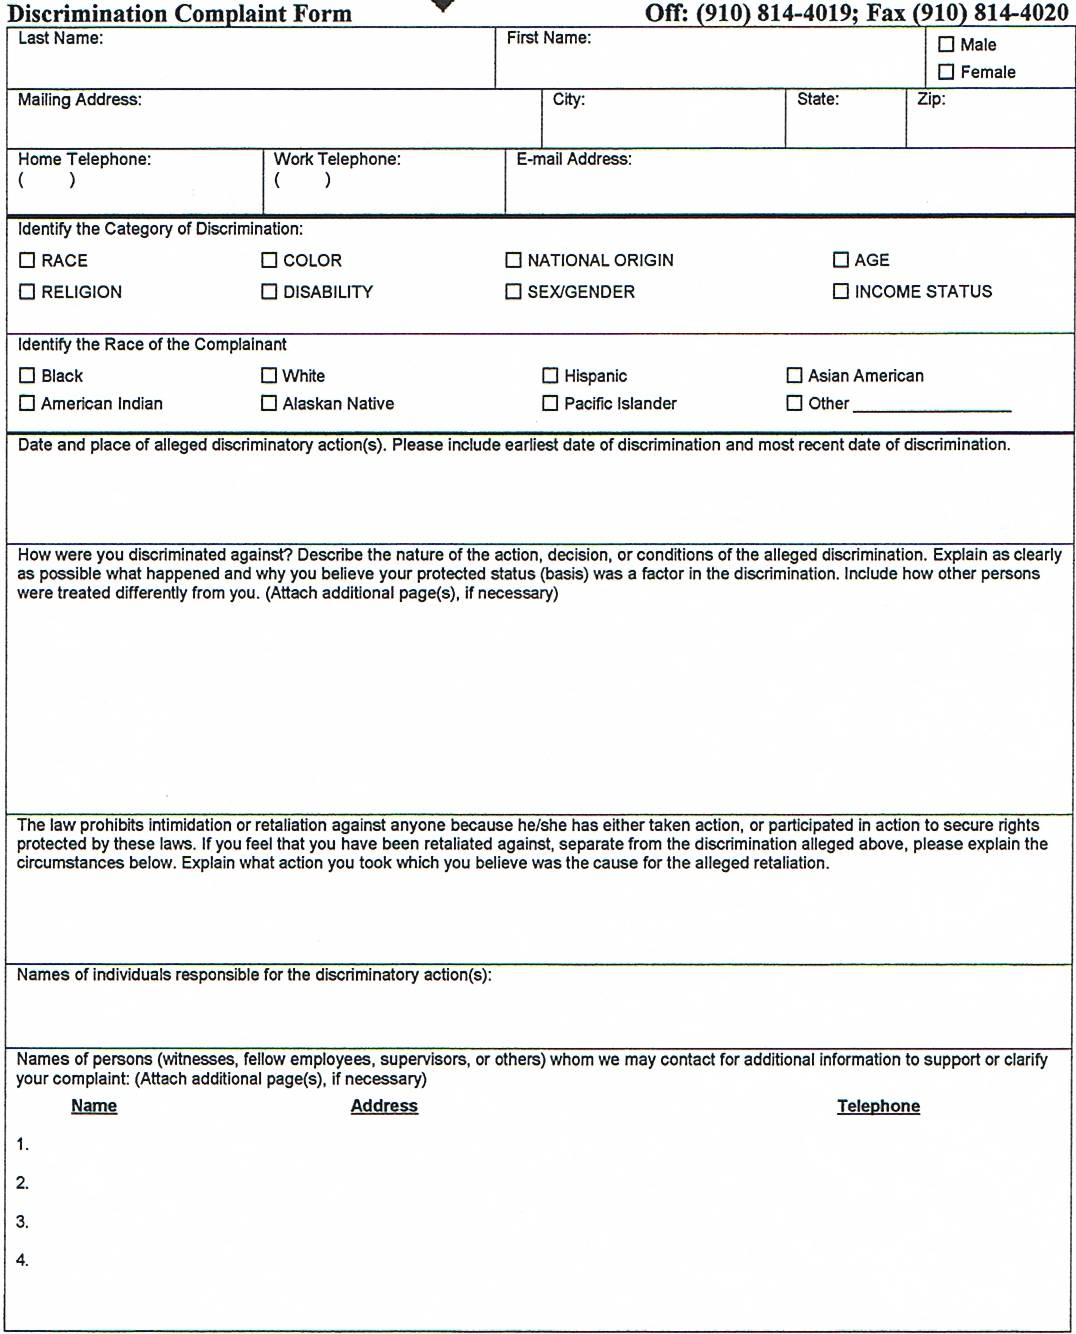 Discrimination Complaint Form Off: (910) 814-4019; Fax (910) 814-4020
Last Name: First Name: Male
Female
Mailing Address: City: State: Zip:
Home Telephone: Work Telephone: E-mail Address:
( ) ( )
Identify the Category of Discrimination:
RACE COLOR NATIONAL ORIGIN AGE
RELIGION DISABILITY SEX/GENDER INCOME STATUS
Identify the Race of the Complainant
Black White Hispanic Asian American
American Indian Alaskan Native Pacific Islander Other
Date and place of alleged discriminatory action(s). Please include earliest date of discrimination and most recent date of discrimination.
How were you discriminated against? Describe the nature of the action, decision, or conditions of the alleged discrimination. Explain as clearly
as possible what happened and why you believe your protected status (basis) was a factor in the discrimination. Include how other persons
were treated differently from you. (Attach additional page(s), if necessary)
The law prohibits intimidation or retaliation against anyone because he/she has either taken action, or participated in action to secure rights
protected by these laws. If you feel that you have been retaliated against, separate from the discrimination alleged above, please explain the
circumstances below. Explain what action you took which you believe was the cause for the alleged retaliation.
Names of individuals responsible for the discriminatory action(s):
Names of persons (witnesses, fellow employees, supervisors, or others) whom we may contact for additional information to support or clarify
your complaint: (Attach additional page(s), if necessary)
Name Address Telephone
1.
2.
3.
4.